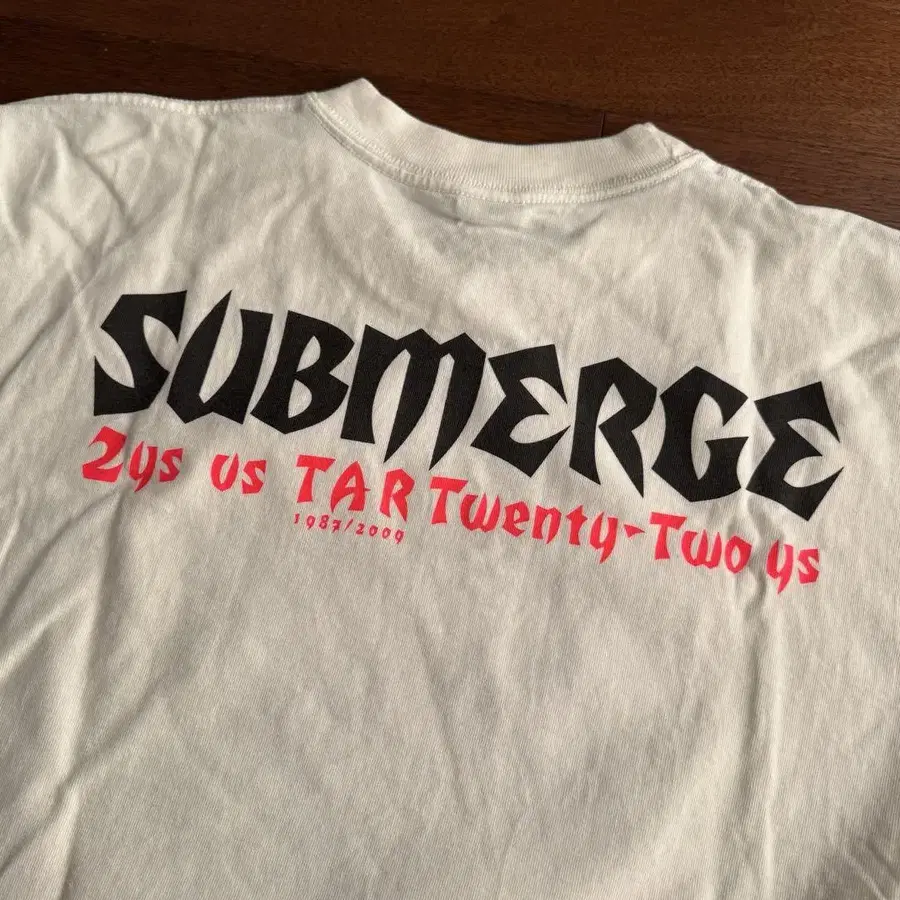 SUBMERGE
2ys vs TAR Twenty-Two ys
1987/2009